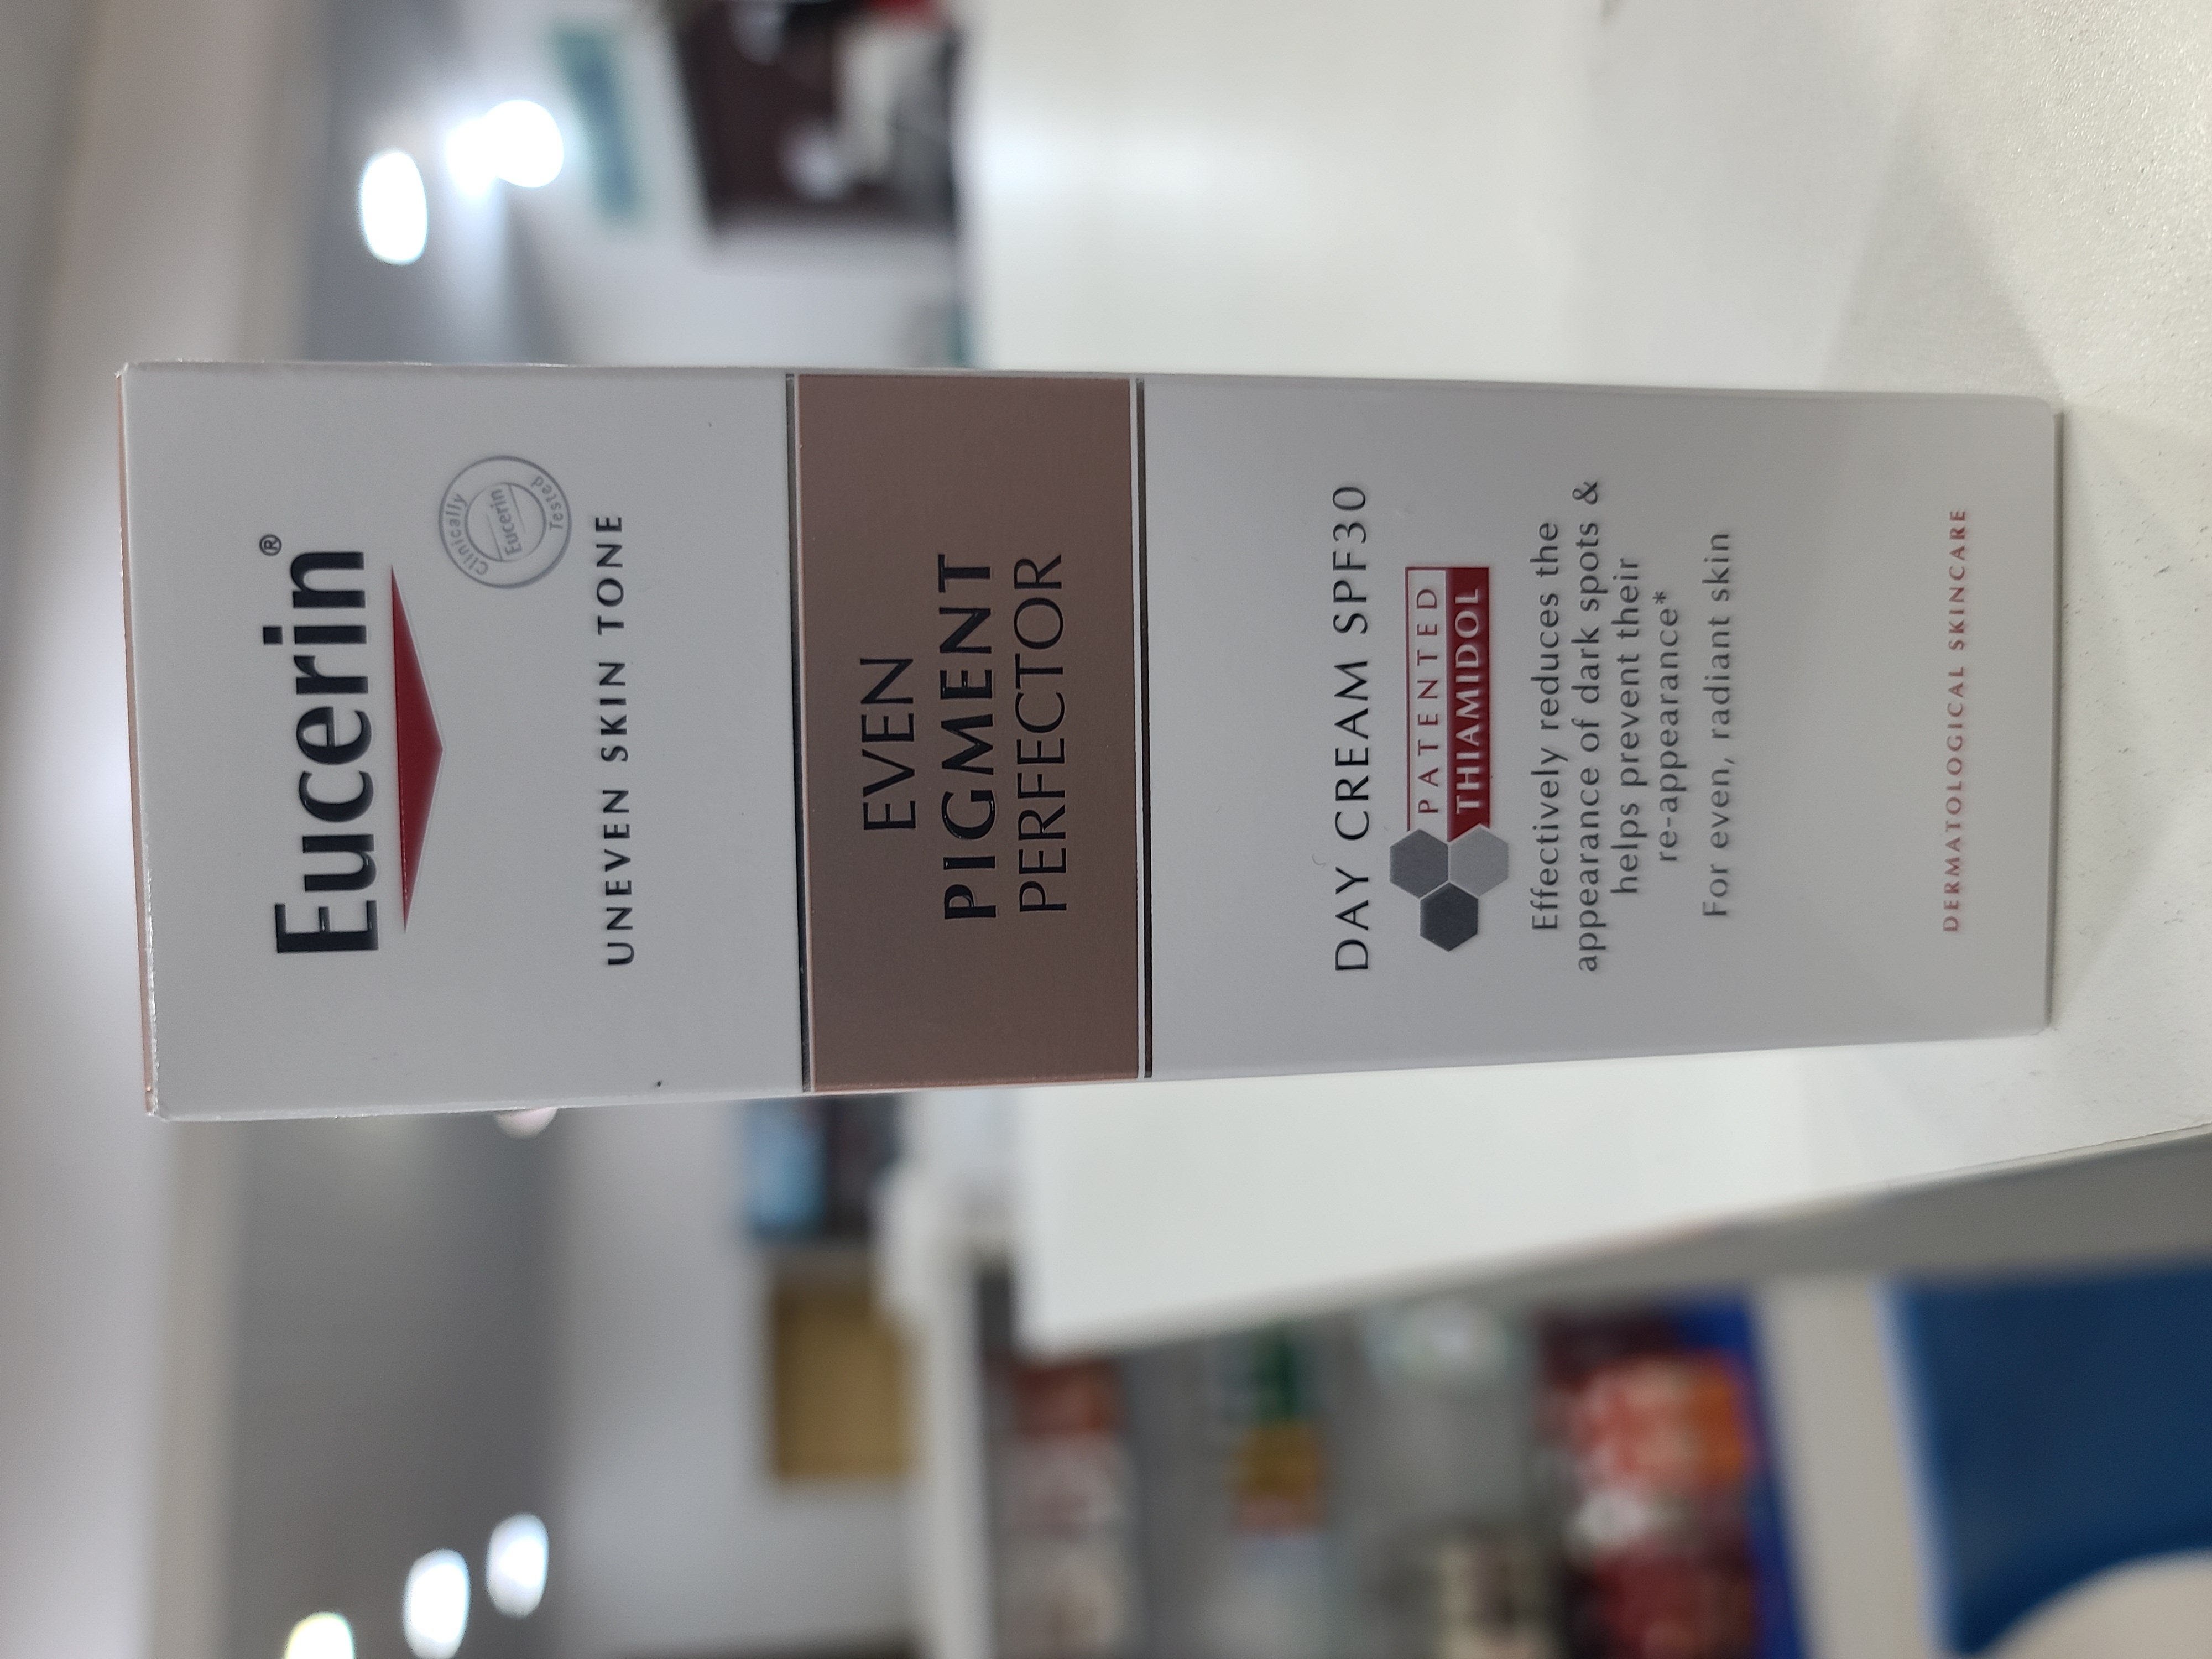 Eucerin®
Clinically
Eucerin
Tested
UNEVEN SKIN TONE
EVEN
PIGMENT
PERFECTOR
DAY CREAM SPF30
PATENTED
THIAMIDOL
Effectively reduces the
appearance of dark spots &
helps prevent their
re-appearance*
For even, radiant skin
DERMATOLOGICAL SKINCARE